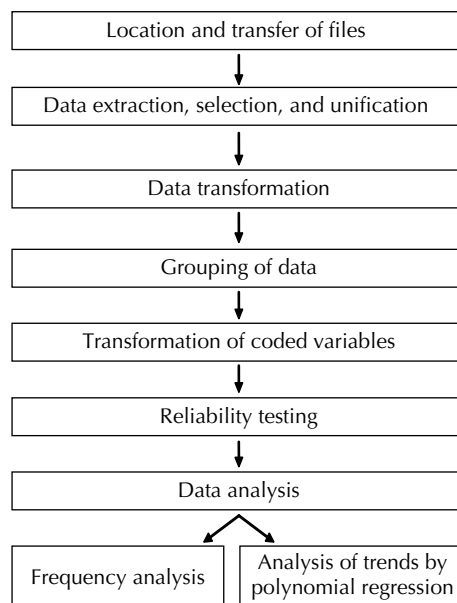 Location and transfer of files
Data extraction, selection, and unification
Data transformation
Grouping of data
Transformation of coded variables
Reliability testing
Data analysis
Frequency analysis
Analysis of trends by
polynomial regression